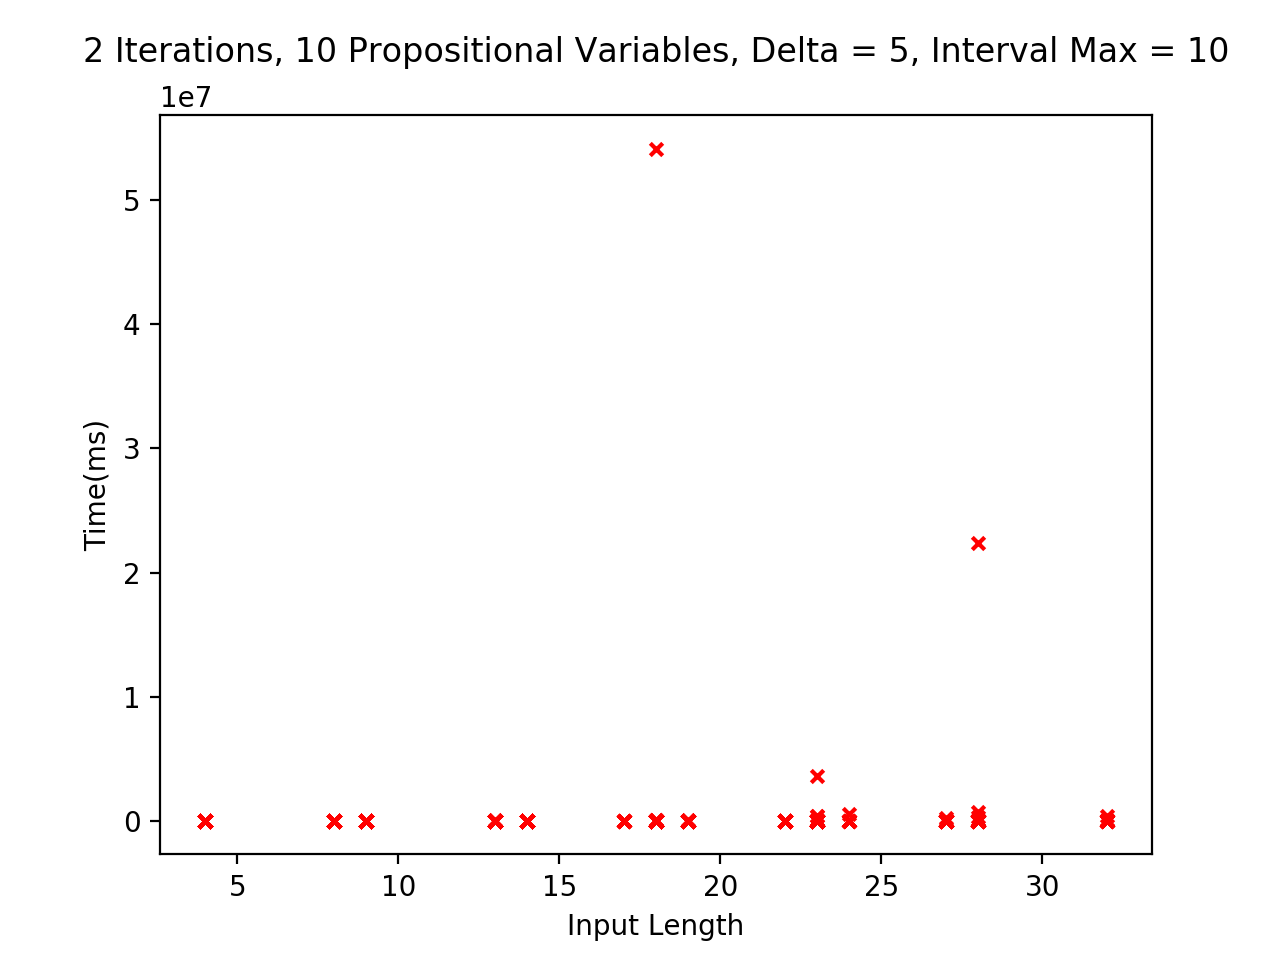 2 Iterations, 10 Propositional Variables, Delta = 5, Interval Max = 10
1e7
5
4
3
2
1
0
Time(ms)
5 10 15 20 25 30
Input Length